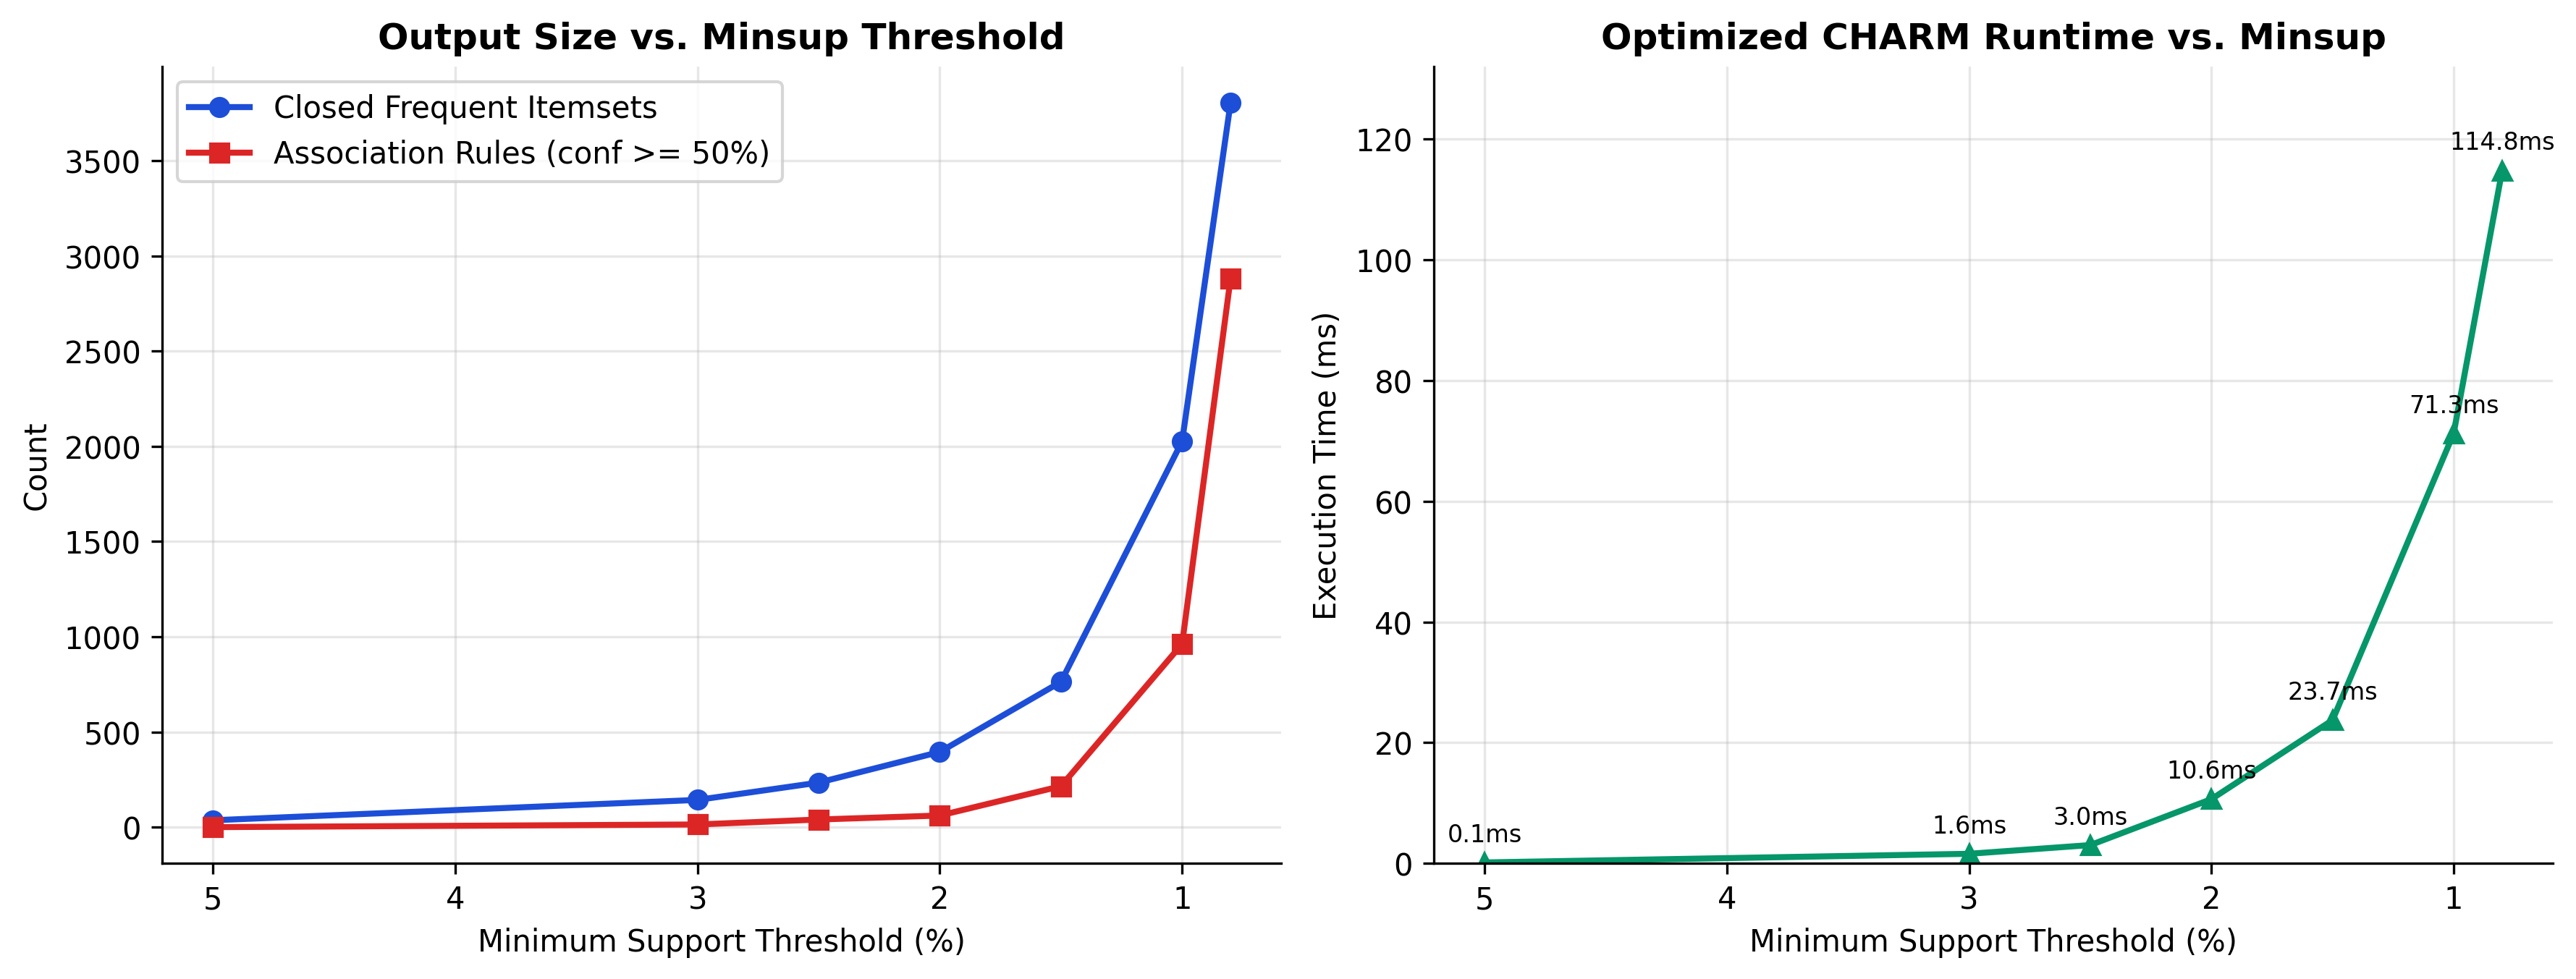 Output Size vs. Minsup Threshold
Closed Frequent Itemsets
Association Rules (conf >= 50%)
Count
3500
3000
2500
2000
1500
1000
500
0
5 4 3 2 1
Minimum Support Threshold (%)
Optimized CHARM Runtime vs. Minsup
Execution Time (ms)
120
100
80
60
40
20
0
0.1ms
1.6ms
3.0ms
10.6ms
23.7ms
71.3ms
114.8ms
5 4 3 2 1
Minimum Support Threshold (%)